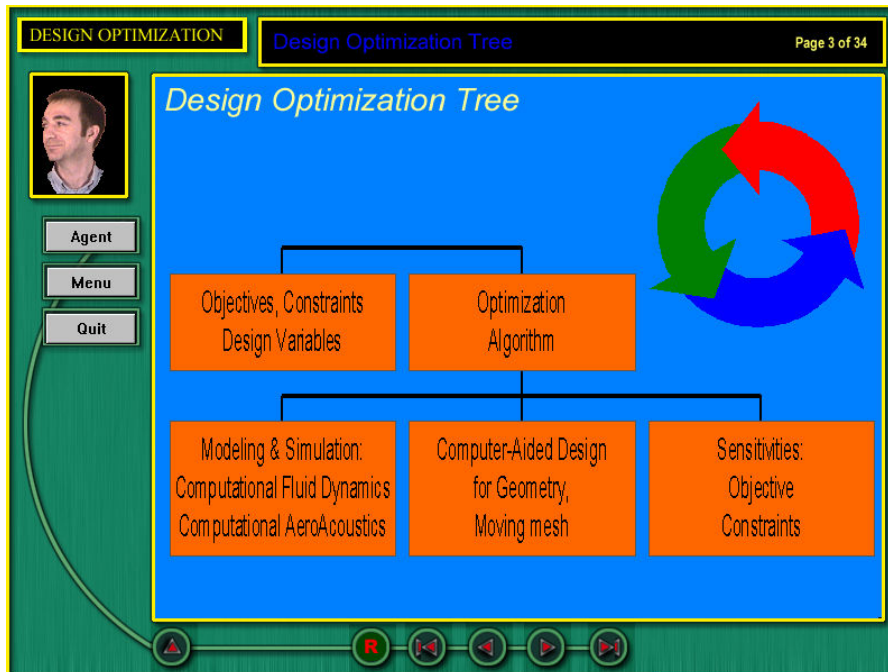 DESIGN OPTIMIZATION
Design Optimization Tree
Page 3 of 34
Design Optimization Tree
Agent
Menu
Quit
Objectives, Constraints
Design Variables
Optimization
Algorithm
Modeling & Simulation:
Computational Fluid Dynamics
Computational AeroAcoustics
Computer-Aided Design
for Geometry,
Moving mesh
Sensitivities:
Objective
Constraints
R